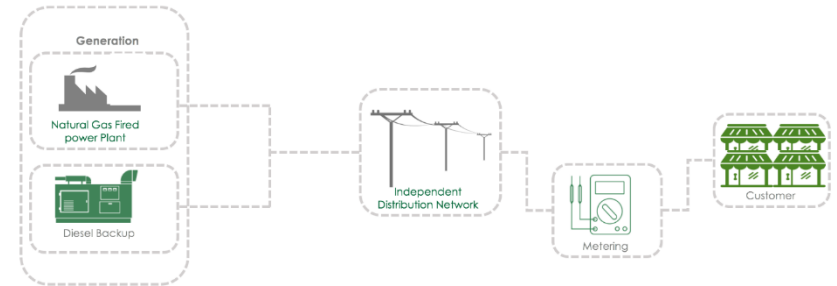 Generation
Natural Gas Fired
power Plant
Diesel Backup
Independent
Distribution Network
Metering
Customer